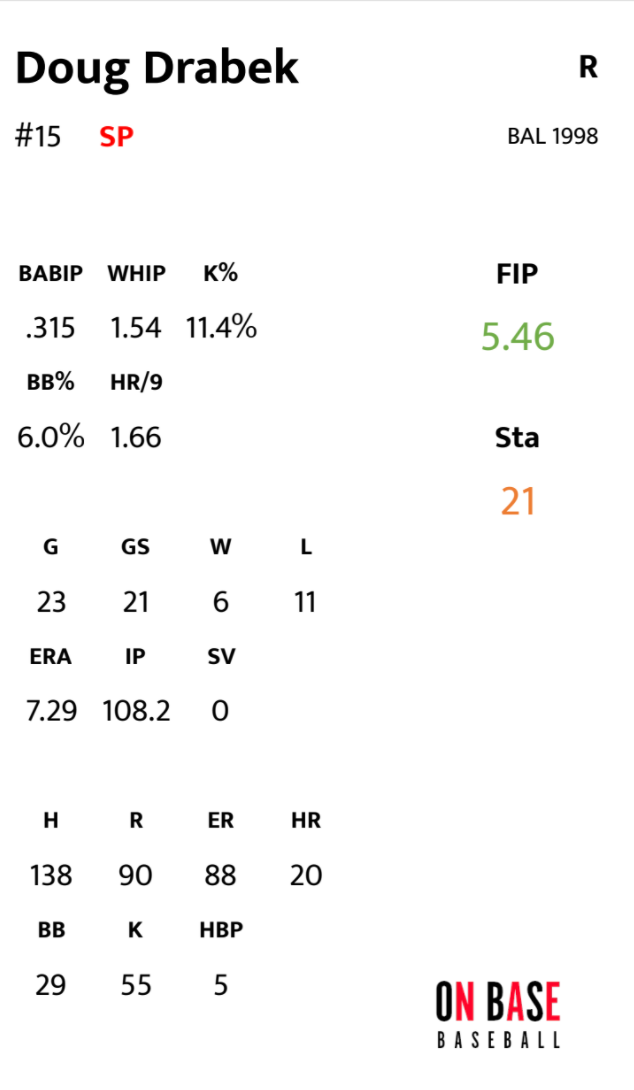 Doug Drabek R
#15 SP BAL 1998
BABIP WHIP K% FIP
.315 1.54 11.4% 5.46
BB% HR/9
6.0% 1.66 Sta
21
G GS W L
23 21 6 11
ERA IP SV
7.29 108.2 0
H R ER HR
138 90 88 20
BB K HBP
29 55 5
ON BASE
BASEBALL